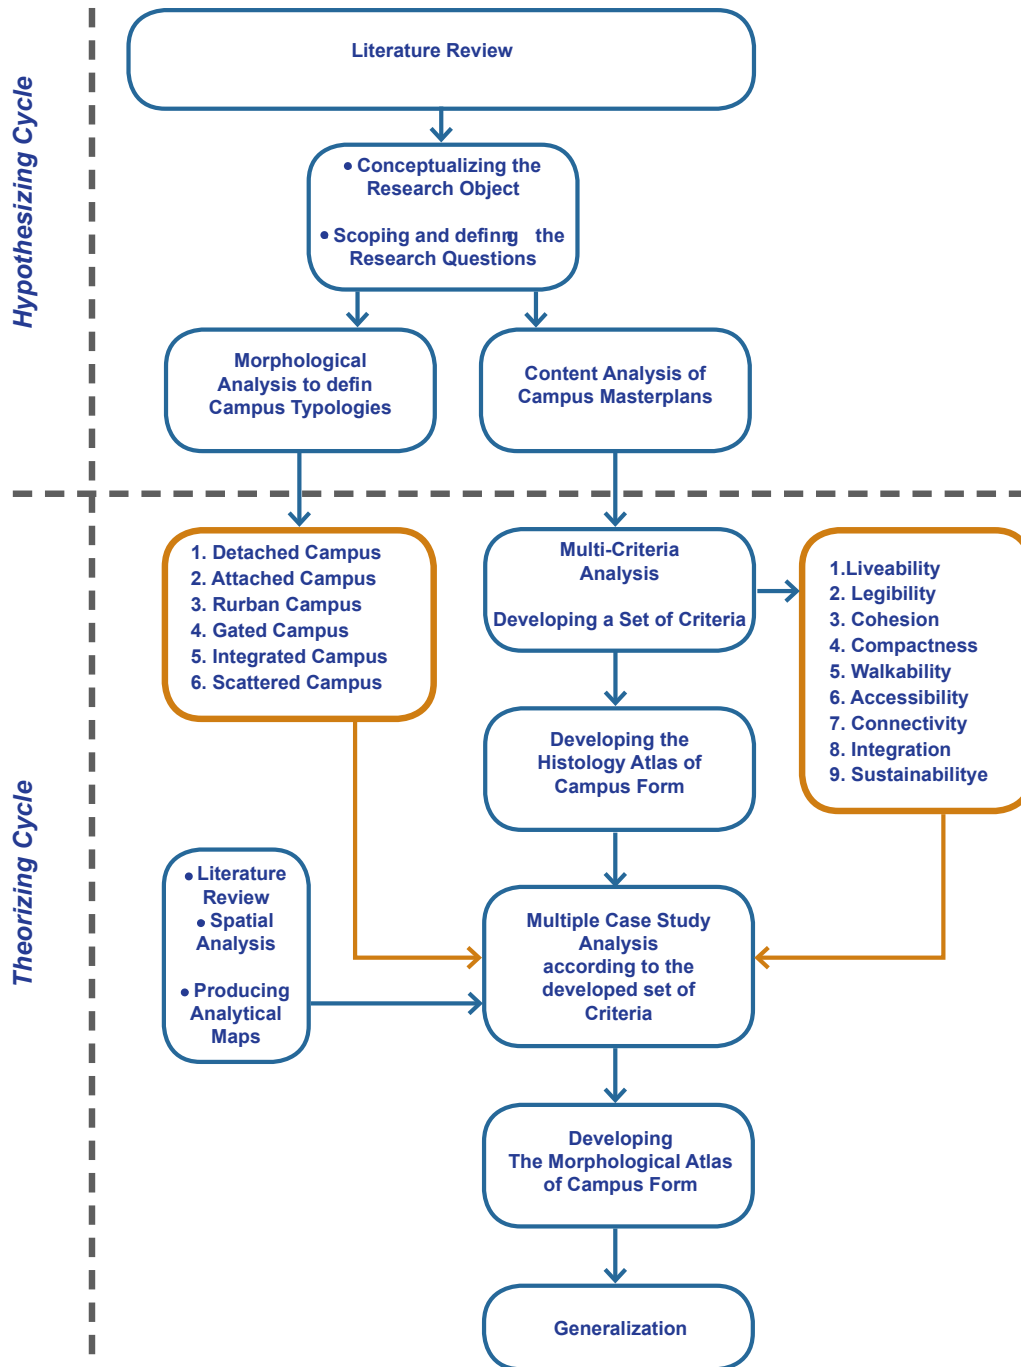 Hypothesizing Cycle
Literature Review
• Conceptualizing the
Research Object
• Scoping and definng the
Research Questions
Morphological
Analysis to defin
Campus Typologies
Content Analysis of
Campus Masterplans
Theorizing Cycle
1. Detached Campus
2. Attached Campus
3. Rurban Campus
4. Gated Campus
5. Integrated Campus
6. Scattered Campus
Multi-Criteria
Analysis
Developing a Set of Criteria
1.Liveability
2. Legibility
3. Cohesion
4. Compactness
5. Walkability
6. Accessibility
7. Connectivity
8. Integration
9. Sustainabilitye
Developing the
Histology Atlas of
Campus Form
• Literature
Review
• Spatial
Analysis
• Producing
Analytical
Maps
Multiple Case Study
Analysis
according to the
developed set of
Criteria
Developing
The Morphological Atlas
of Campus Form
Generalization